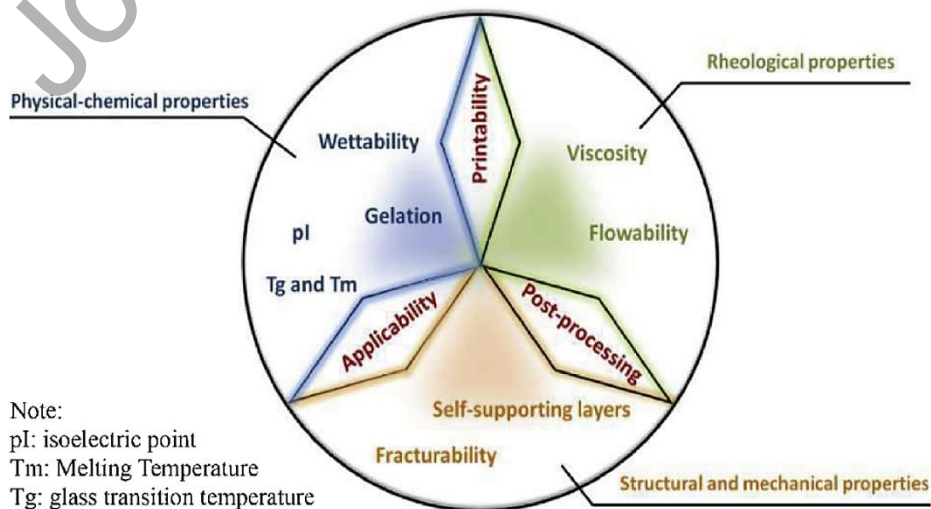 Jo
Rheological properties
Physical-chemical properties
Printability
Wettability
Viscosity
Gelation
pI
Flowability
Tg and Tm
Applicability
Post-processing
Self-supporting layers
Fracturability
Structural and mechanical properties
Note:
pI: isoelectric point
Tm: Melting Temperature
Tg: glass transition temperature